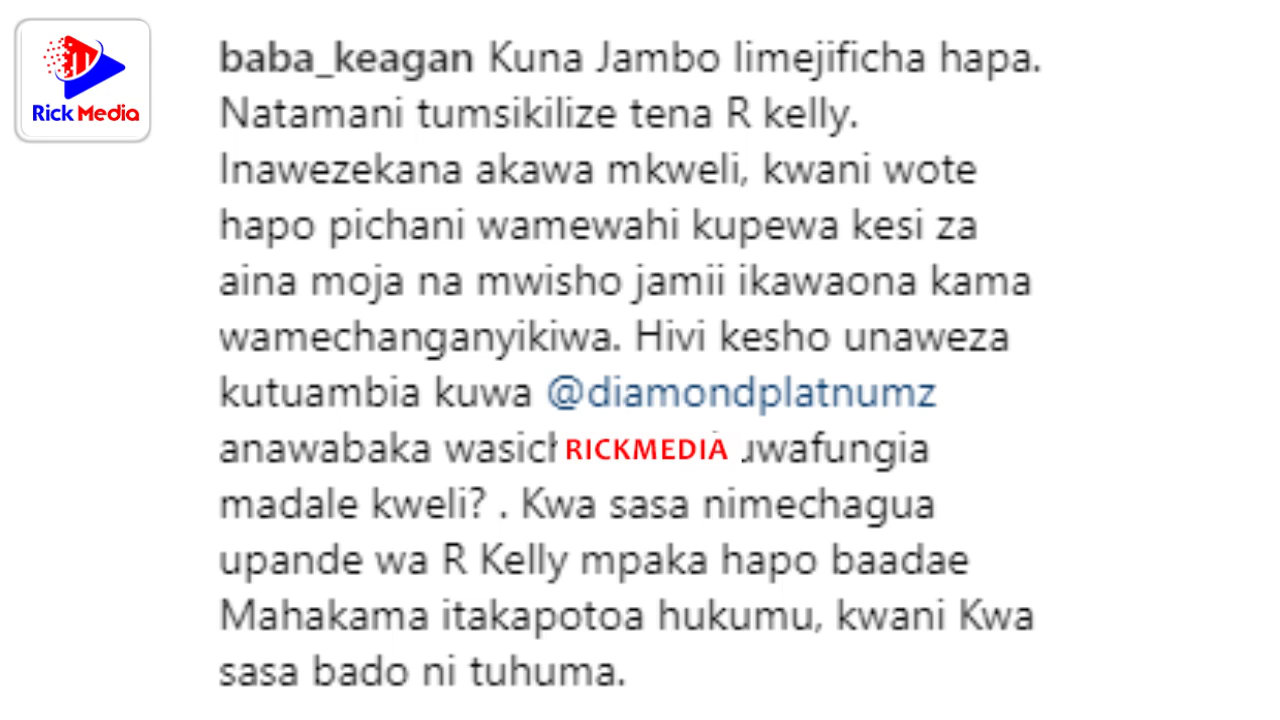 Rick Media
baba_keagan Kuna Jambo limejificha hapa.
Natamani tumsikilize tena R kelly.
Inawezekana akawa mkweli, kwani wote
hapo pichani wamewahi kupewa kesi za
aina moja na mwisho jamii ikawaona kama
wamechanganyikiwa. Hivi kesho unaweza
kutuambia kuwa @diamondplatnumz
anawabaka RICKMEDIA
madale kweli? . Kwa sasa nimechagua
upande wa R Kelly mpaka hapo baadae
Mahakama itakapotoa hukumu, kwani Kwa
sasa bado ni tuhuma.